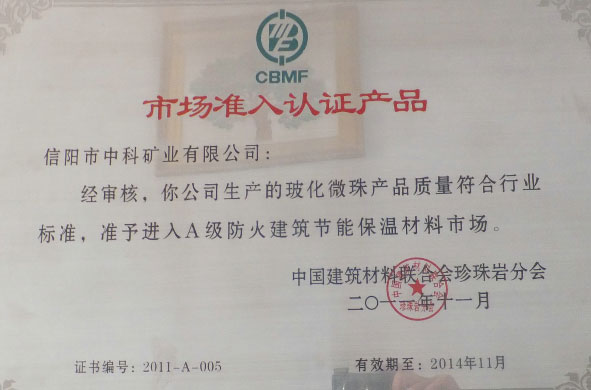 CBMF
市场准入认证产品
信阳市中科矿业有限公司：
经审核，你公司生产的玻化微珠产品质量符合行业
标准，准予进入A级防火建筑节能保温材料市场。
中国建筑材料联合会珍珠岩分会
二〇一一年十一月
珍珠岩分会
证书编号：2011-A-005
有效期至：2014年11月